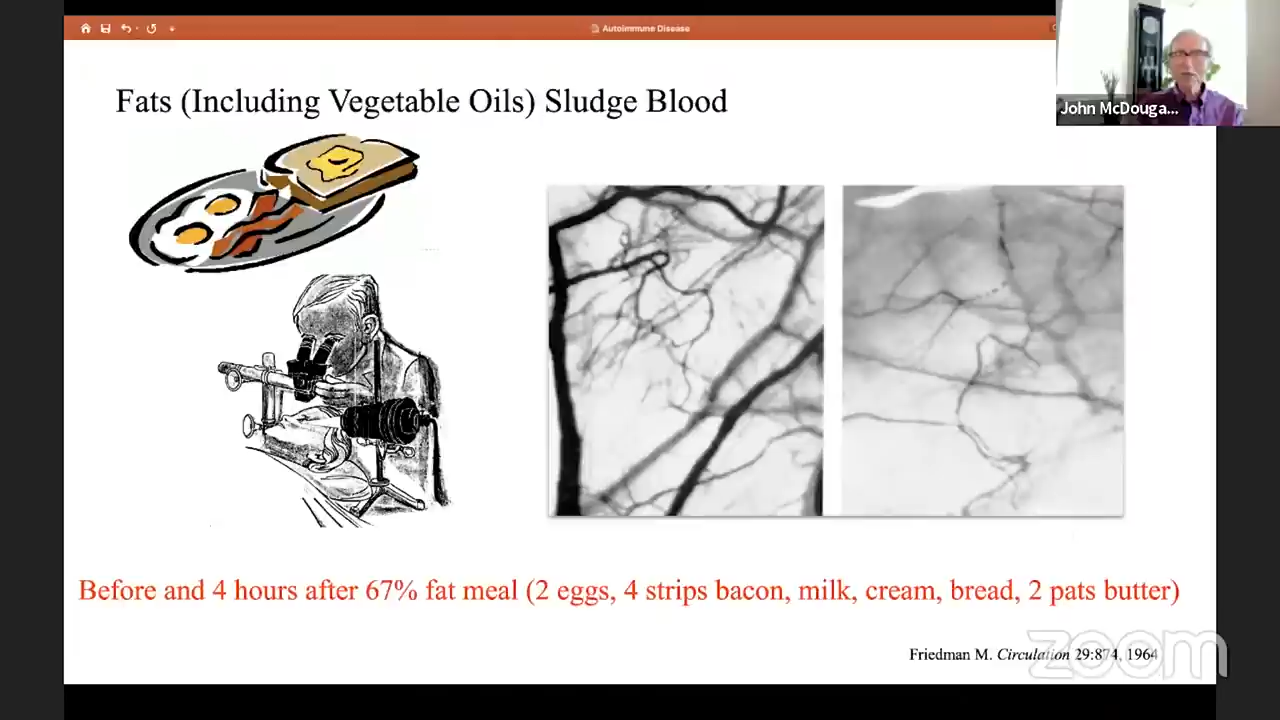 Autoimmune Disease
John McDouga...
Fats (Including Vegetable Oils) Sludge Blood
Before and 4 hours after 67% fat meal (2 eggs, 4 strips bacon, milk, cream, bread, 2 pats butter)
Friedman M. Circulation 29:874, 1964
zoom